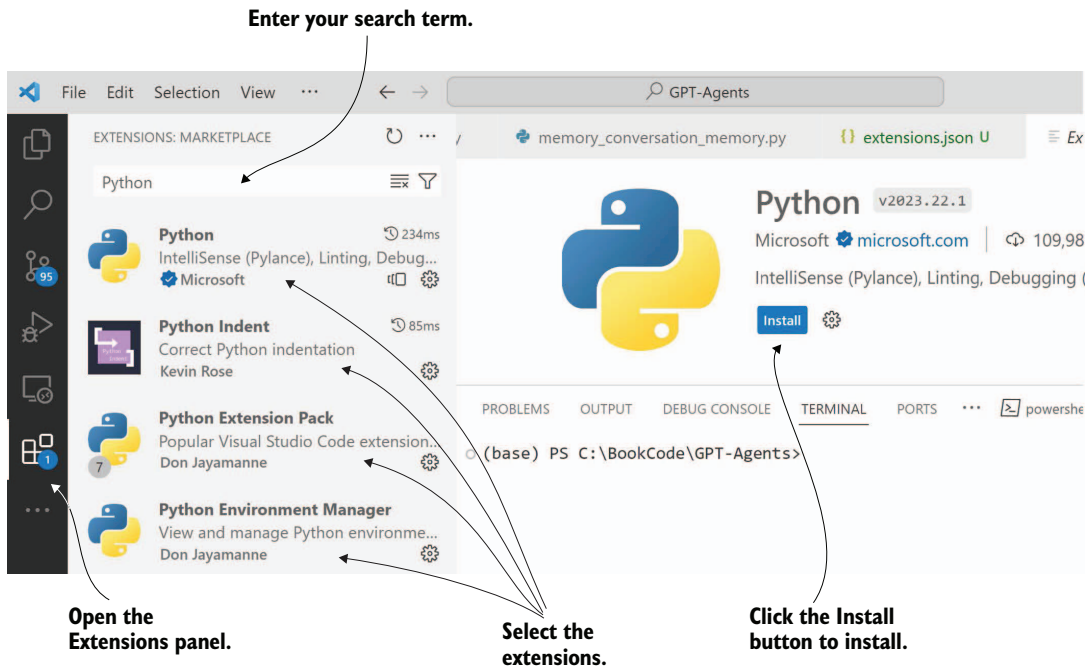 Enter your search term.
File Edit Selection View ··· ← → GPT-Agents
EXTENSIONS: MARKETPLACE ···
y memory_conversation_memory.py {} extensions.json U Ex
Python
Python 234ms
IntelliSense (Pylance), Linting, Debug...
Microsoft
Python Indent 85ms
Correct Python indentation
Kevin Rose
Python Extension Pack
Popular Visual Studio Code extension...
Don Jayamanne
7
Python Environment Manager
View and manage Python environme...
Don Jayamanne
95
1
···
Python v2023.22.1
Microsoft microsoft.com 109,98
IntelliSense (Pylance), Linting, Debugging (
Install
PROBLEMS OUTPUT DEBUG CONSOLE TERMINAL PORTS ··· powershe
(base) PS C:\BookCode\GPT-Agents>
Open the
Extensions panel.
Select the
extensions.
Click the Install
button to install.